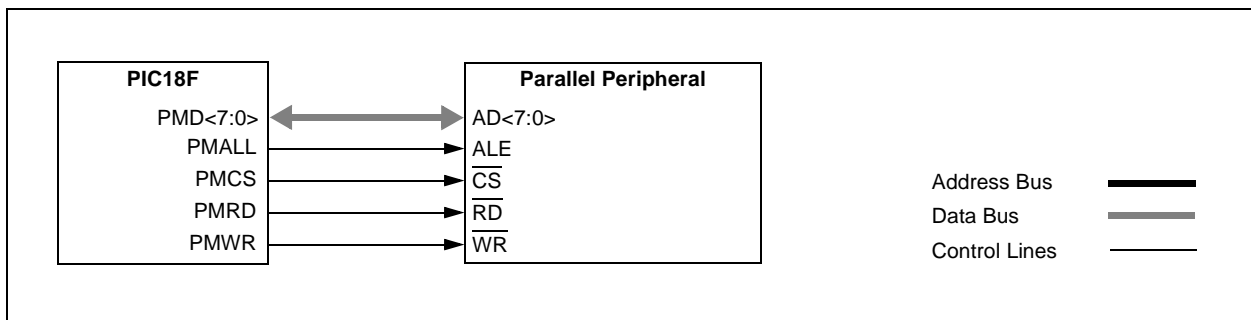 PIC18F
PMD<7:0>
PMALL
PMCS
PMRD
PMWR
Parallel Peripheral
AD<7:0>
ALE
CS
RD
WR
Address Bus
Data Bus
Control Lines